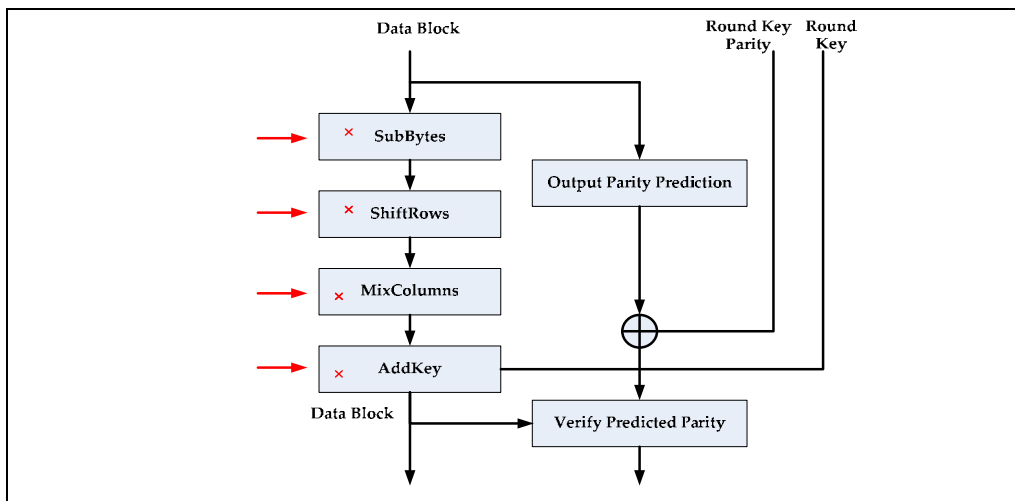 Data Block
Round Key
Parity
Round
Key
SubBytes
Output Parity Prediction
ShiftRows
MixColumns
AddKey
Data Block
Verify Predicted Parity